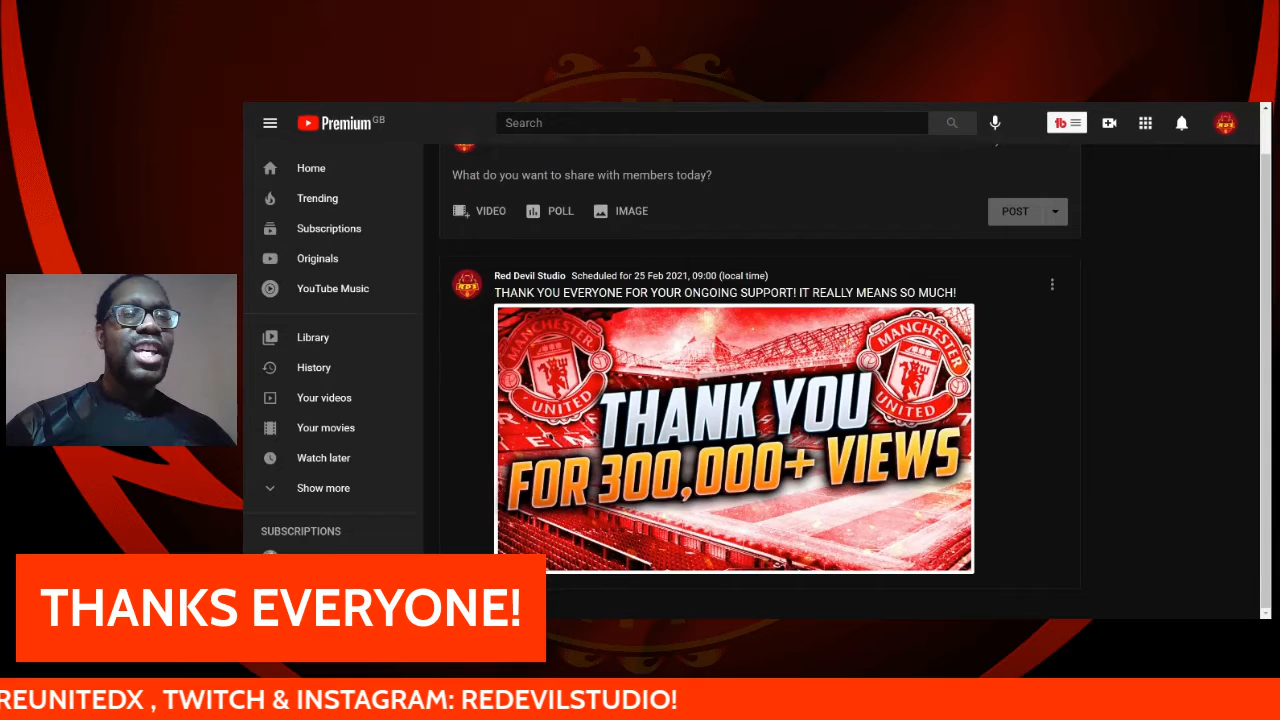 Premium GB
Search
Home
Trending
Subscriptions
Originals
YouTube Music
Library
History
Your videos
Your movies
Watch later
Show more
SUBSCRIPTIONS
What do you want to share with members today?
VIDEO POLL IMAGE
POST
Red Devil Studio Scheduled for 25 Feb 2021, 09:00 (local time)
THANK YOU EVERYONE FOR YOUR ONGOING SUPPORT! IT REALLY MEANS SO MUCH!
MANCHESTER UNITED
MANCHESTER UNITED
THANK YOU
FOR 300,000+ VIEWS
THANKS EVERYONE!
REUNITEDX , TWITCH & INSTAGRAM: REDEVILSTUDIO!